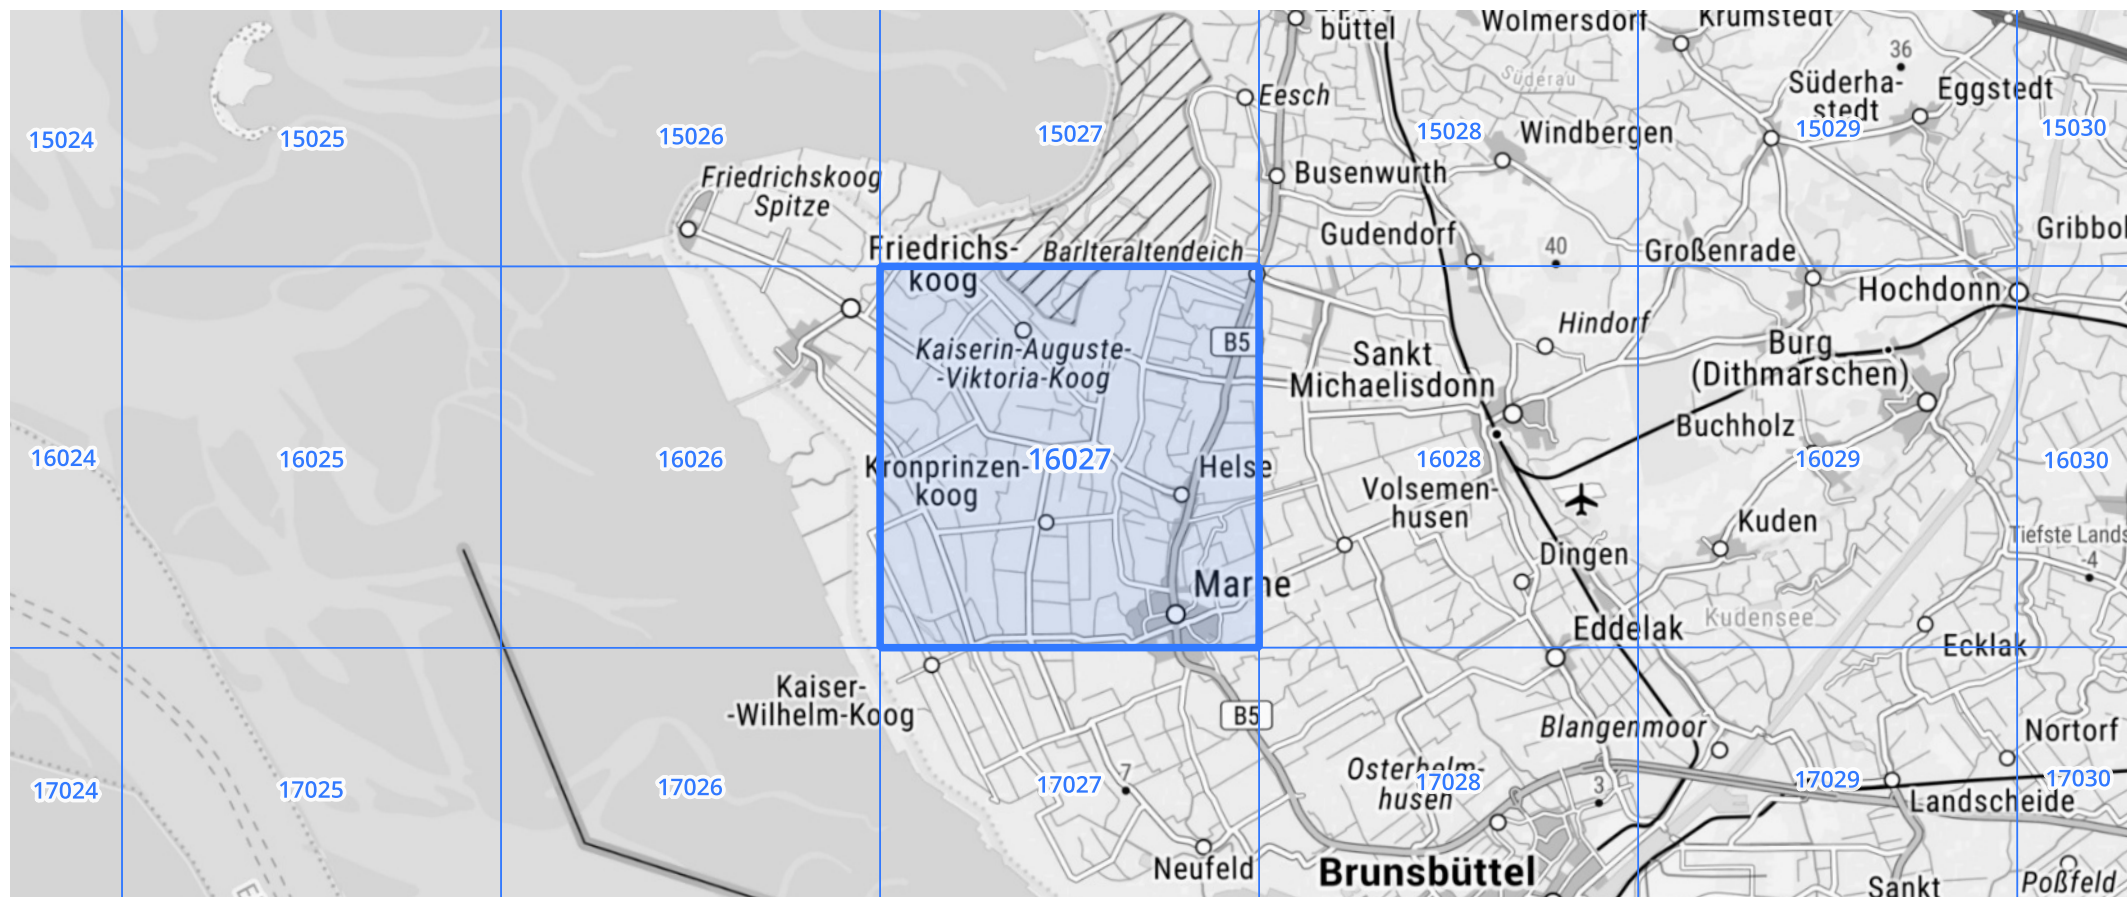 büttel
Wolmersdorf
Krumstedt
36
Süderau
Süderha-
stedt
Eggstedt
Eesch
15024
15025
15026
15027
15028
Windbergen
15029
15030
Friedrichskoog
Spitze
Busenwurth
Gudendorf
40
Großenrade
Friedrichs-
koog
Barlteraltendeich
Hochdonn
Hindorf
B5
Kaiserin-Auguste-
-Viktoria-Koog
Sankt
Michaelisdonn
Burg
(Dithmarschen)
Buchholz
16024
16025
16026
Kronprinzen-
koog
16027
Helse
16028
16029
16030
Volsemen-
husen
Kuden
Tiefste Lands
-4
Dingen
Marne
Kudensee
Eddelak
Ecklak
Kaiser-
-Wilhelm-Koog
B5
Blangenmoor
Nortorf
17024
17025
17026
17027
7
Osterhelm-
husen
17028
3
17029
17030
Landscheide
Neufeld
Brunsbüttel
Sankt
Poßfeld